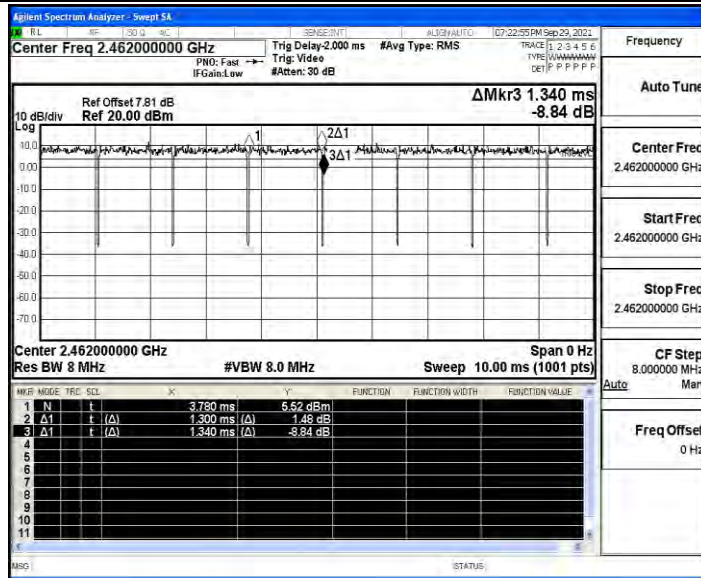 Agilent Spectrum Analyzer - Swept SA
RL RF 50 Ω AC SENSE:INT ALIGN AUTO 07:22:55 PM Sep 29, 2021
Center Freq 2.462000000 GHz
PNO: Fast
IFGain:Low
Trig Delay-2.000 ms
Trig: Video
#Atten: 30 dB
#Avg Type: RMS
TRACE 1 2 3 4 5 6
TYPE WWWWWW
DET P P P P P P
Ref Offset 7.81 dB
10 dB/div Ref 20.00 dBm
Log
ΔMkr3 1.340 ms
-8.84 dB
10.0
0.00
-10.0
-20.0
-30.0
-40.0
-50.0
-60.0
-70.0
1
2Δ1
3Δ1
Center 2.462000000 GHz Span 0 Hz
Res BW 8 MHz #VBW 8.0 MHz Sweep 10.00 ms (1001 pts)
MKR MODE TRC SCL X Y FUNCTION FUNCTION WIDTH FUNCTION VALUE
1 N t 3.780 ms 5.52 dBm
2 Δ1 t (Δ) 1.300 ms (Δ) 1.48 dB
3 Δ1 t (Δ) 1.340 ms (Δ) -8.84 dB
4
5
6
7
8
9
10
11
MSG STATUS
Frequency
Auto Tune
Center Freq
2.462000000 GHz
Start Freq
2.462000000 GHz
Stop Freq
2.462000000 GHz
CF Step
8.000000 MHz
Auto Man
Freq Offset
0 Hz